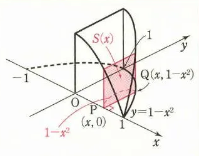 S(x)
1
y
-1
Q(x, 1-x²)
O
P
y=1-x²
(x, 0)
1
1-x²
x